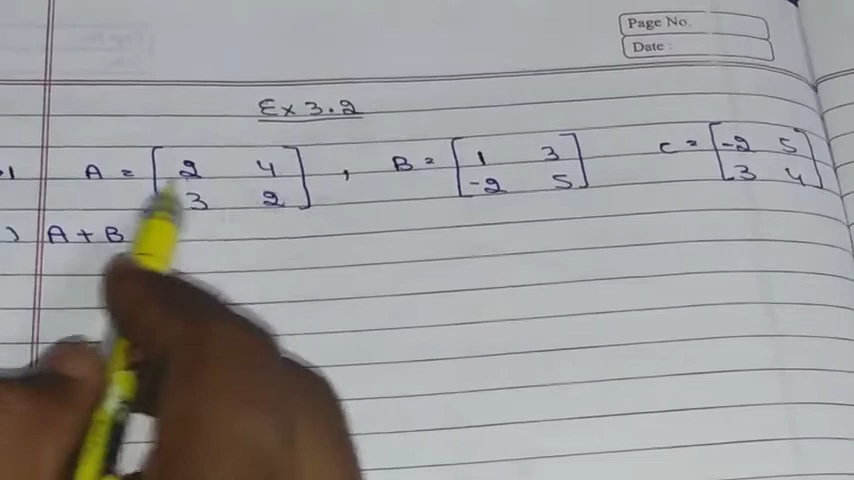 Page No.
Date :
Ex 3.2
A = [ 2 4 , B = [ 1 3 ] C = [ -2 5 ]
3 2 ] -2 5 3 4
) A + B